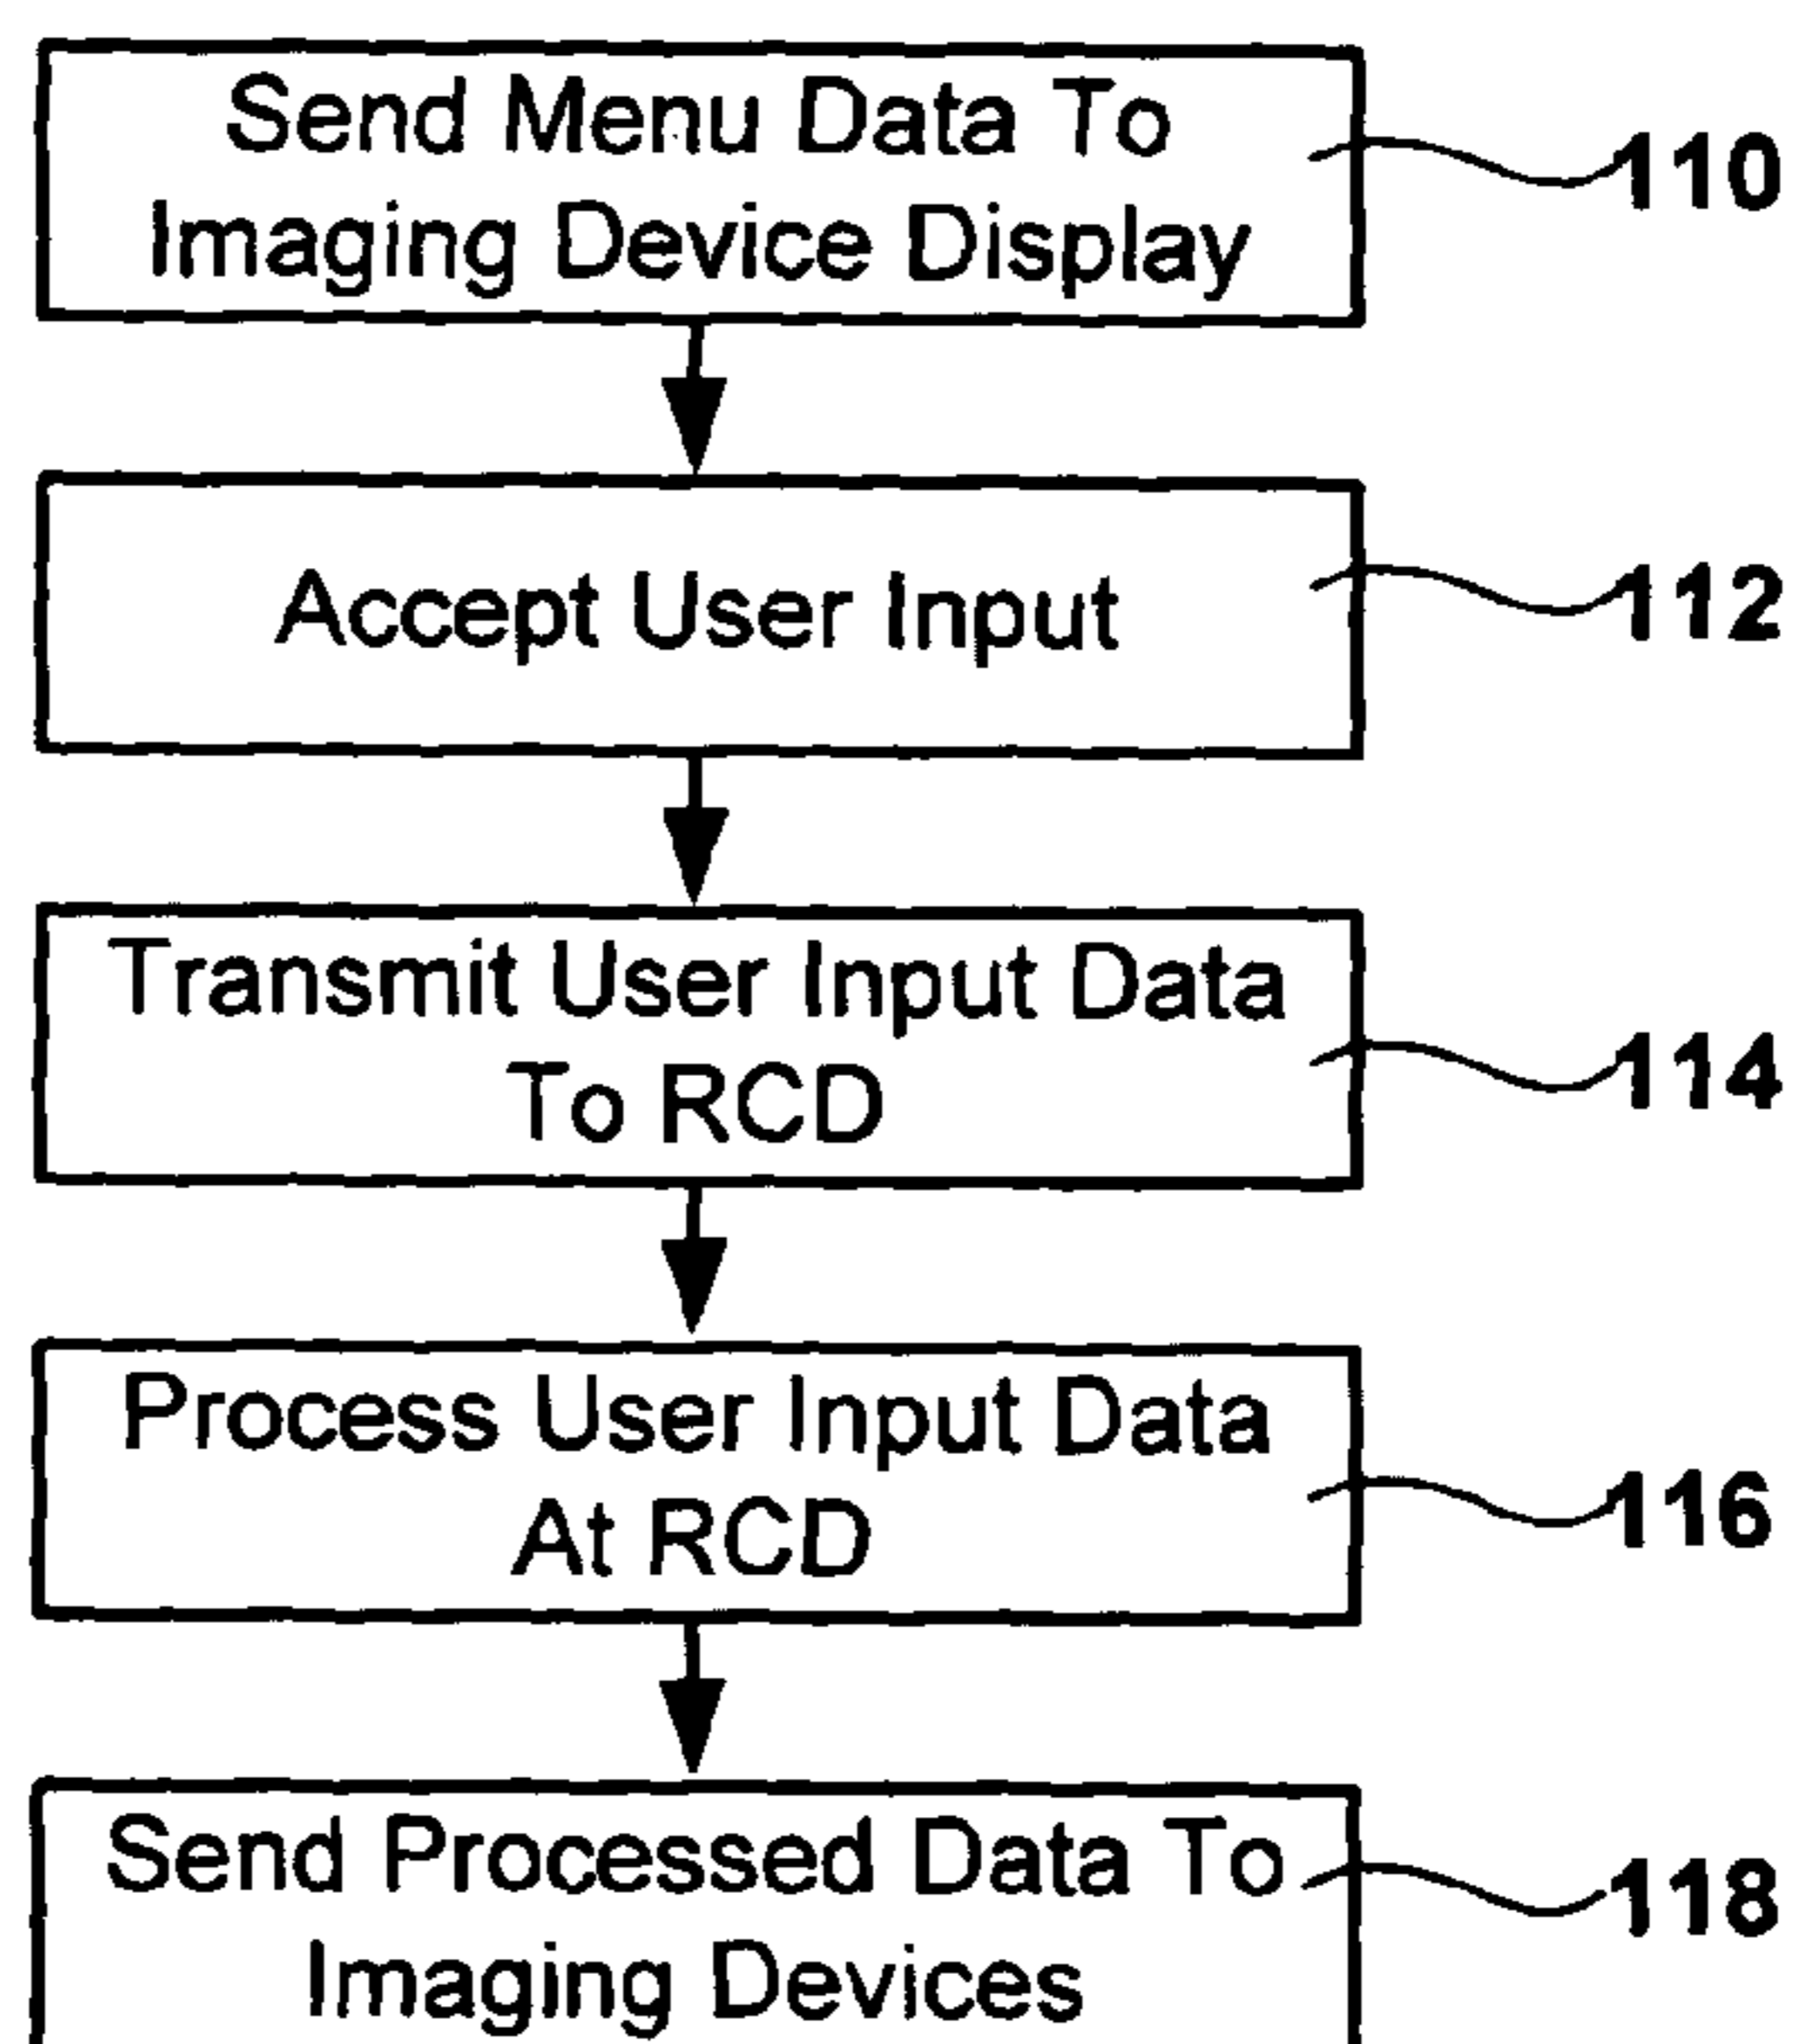 Send Menu Data To
Imaging Device Display
110
Accept User Input
112
Transmit User Input Data
To RCD
114
Process User Input Data
At RCD
116
Send Processed Data To
Imaging Devices
118